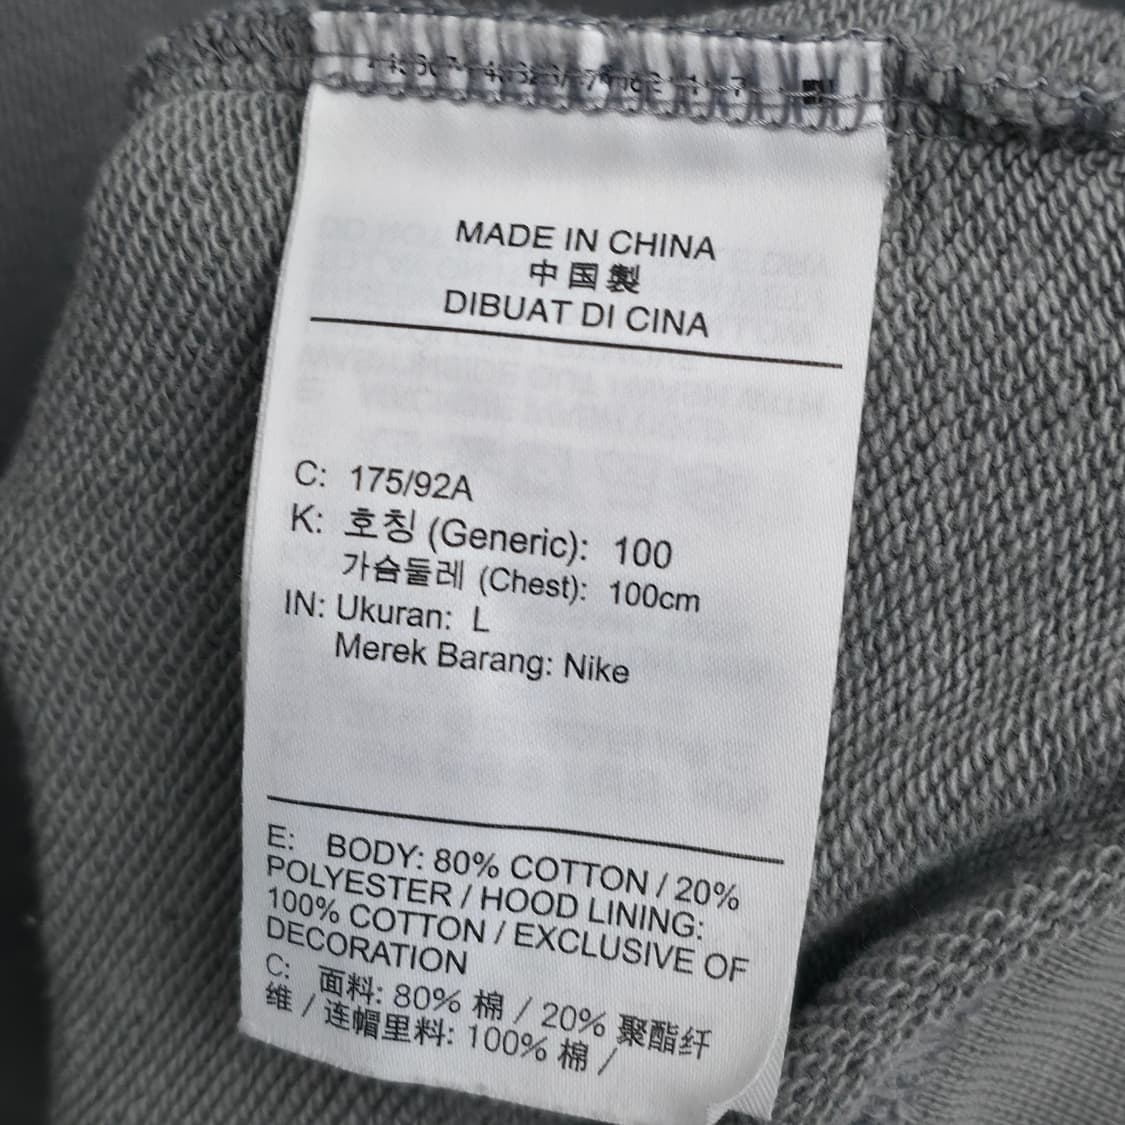 MADE IN CHINA
中国製
DIBUAT DI CINA
C: 175/92A
K: 호칭 (Generic): 100
가슴둘레 (Chest): 100cm
IN: Ukuran: L
Merek Barang: Nike
E: BODY: 80% COTTON / 20%
POLYESTER / HOOD LINING:
100% COTTON / EXCLUSIVE OF
DECORATION
C: 面料: 80% 棉 / 20% 聚酯纤
维 / 连帽里料: 100% 棉 /